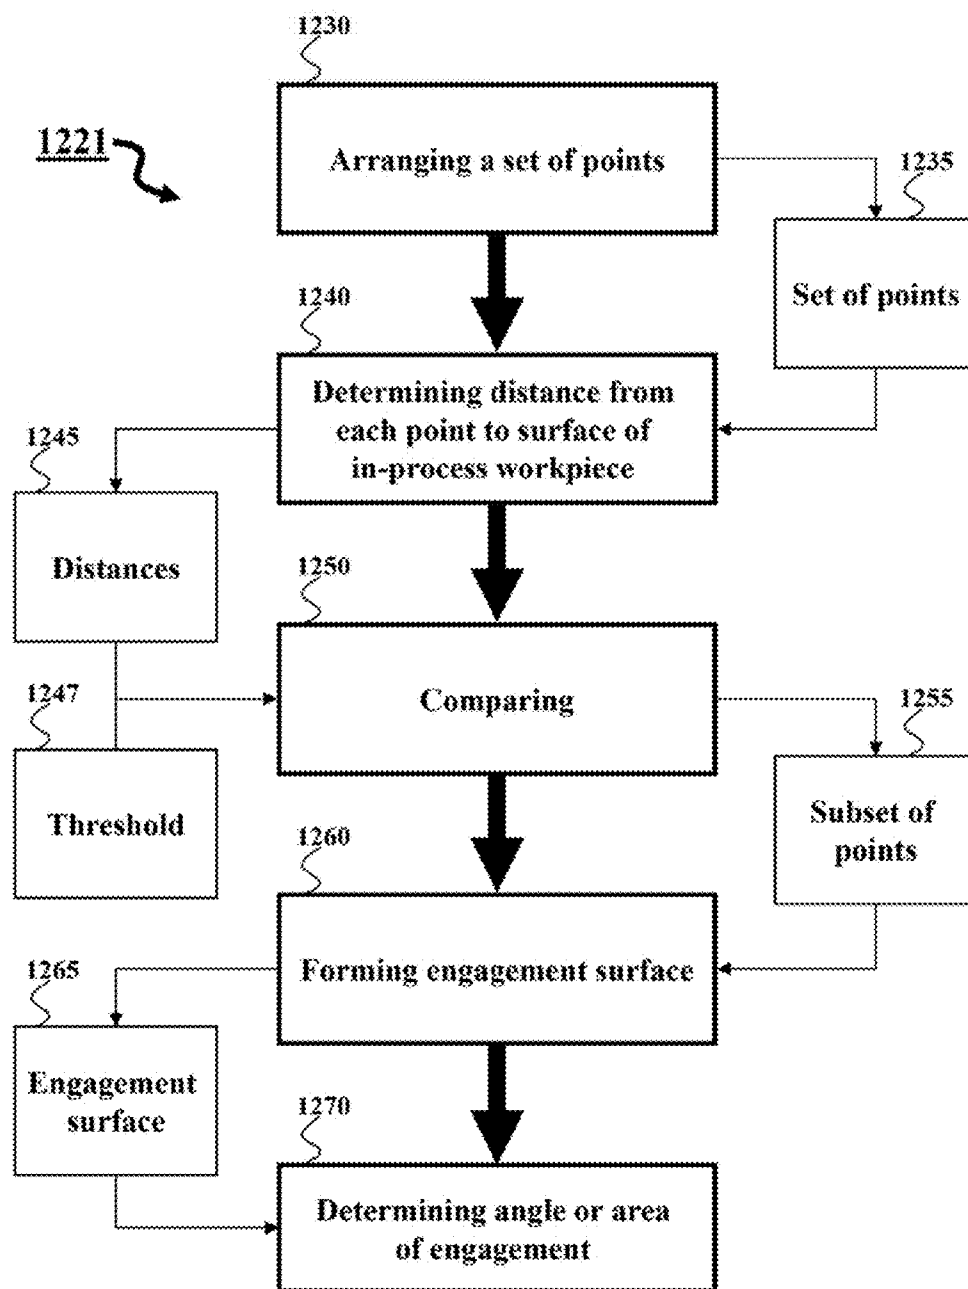 1230
1221
Arranging a set of points
1235
Set of points
1240
Determining distance from
each point to surface of
in-process workpiece
1245
Distances
1250
Comparing
1247
Threshold
1255
Subset of
points
1260
Forming engagement surface
1265
Engagement
surface
1270
Determining angle or area
of engagement